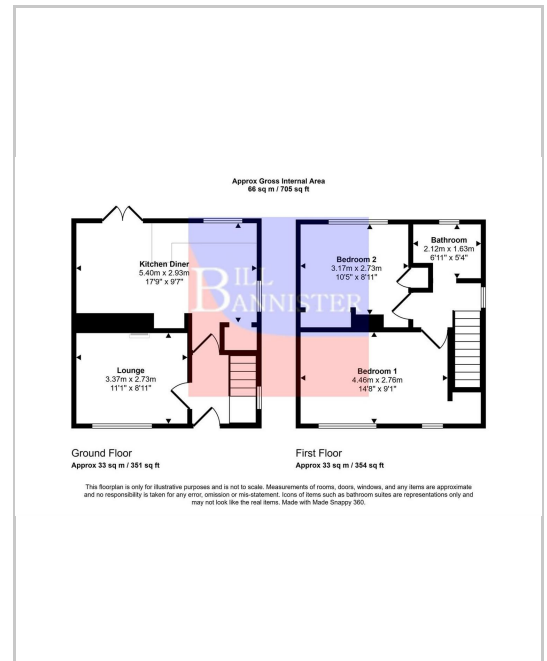 Approx Gross Internal Area
66 sq m / 705 sq ft
Kitchen Diner
5.40m x 2.93m
17'9" x 9'7"
Lounge
3.37m x 2.73m
11'1" x 8'11"
Bedroom 2
3.17m x 2.73m
10'5" x 8'11"
Bathroom
2.12m x 1.63m
6'11" x 5'4"
Bedroom 1
4.46m x 2.76m
14'8" x 9'1"
BILL
BANNISTER
Ground Floor
Approx 33 sq m / 351 sq ft
First Floor
Approx 33 sq m / 354 sq ft
This floorplan is only for illustrative purposes and is not to scale. Measurements of rooms, doors, windows, and any items are approximate
and no responsibility is taken for any error, omission or mis-statement. Icons of items such as bathroom suites are representations only and
may not look like the real items. Made with Made Snappy 360.